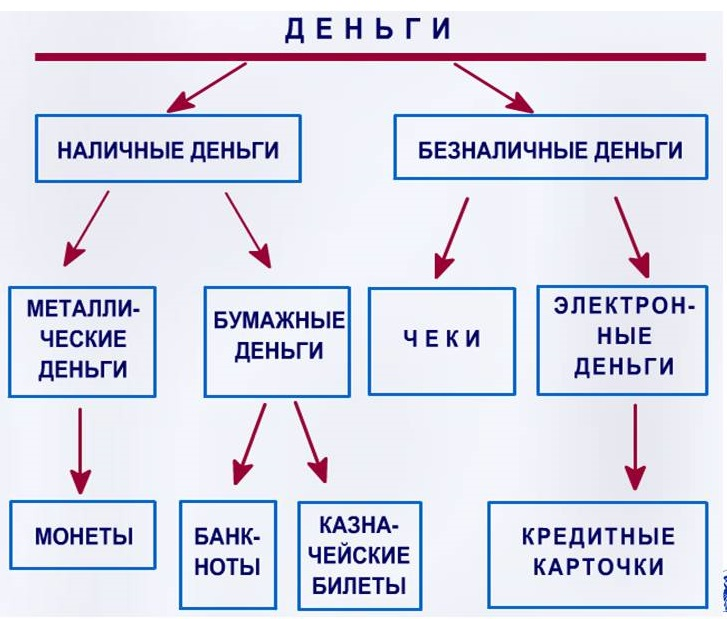 ДЕНЬГИ
НАЛИЧНЫЕ ДЕНЬГИ
БЕЗНАЛИЧНЫЕ ДЕНЬГИ
МЕТАЛЛИ-
ЧЕСКИЕ
ДЕНЬГИ
БУМАЖНЫЕ
ДЕНЬГИ
ЧЕКИ
ЭЛЕКТРОН-
НЫЕ
ДЕНЬГИ
МОНЕТЫ
БАНК-
НОТЫ
КАЗНА-
ЧЕЙСКИЕ
БИЛЕТЫ
КРЕДИТНЫЕ
КАРТОЧКИ